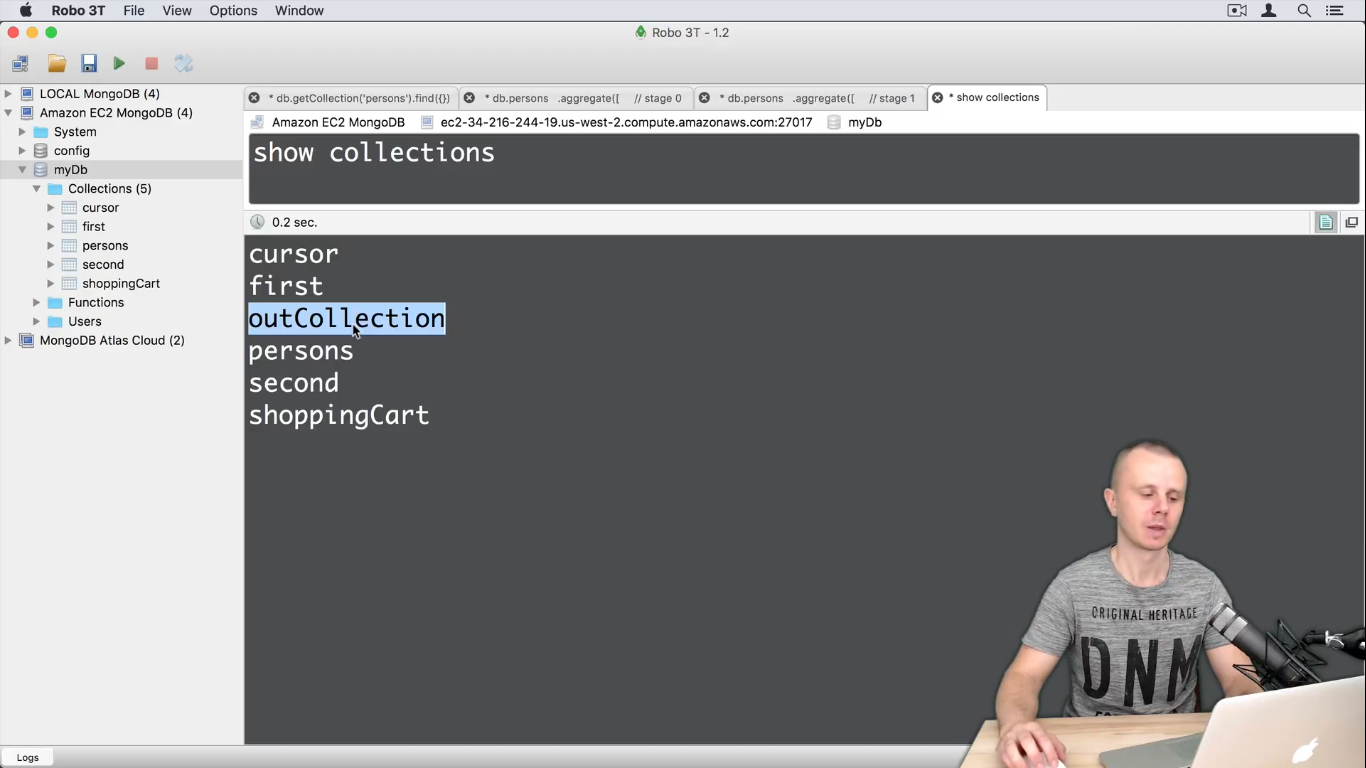 Robo 3T File View Options Window
Robo 3T - 1.2
LOCAL MongoDB (4)
Amazon EC2 MongoDB (4)
System
config
myDb
Collections (5)
cursor
first
persons
second
shoppingCart
Functions
Users
MongoDB Atlas Cloud (2)
* db.getCollection('persons').find({}) * db.persons .aggregate([ // stage 0 * db.persons .aggregate([ // stage 1 * show collections
Amazon EC2 MongoDB ec2-34-216-244-19.us-west-2.compute.amazonaws.com:27017 myDb
show collections
0.2 sec.
cursor
first
outCollection
persons
second
shoppingCart
ORIGINAL HERITAGE
DNM
Logs